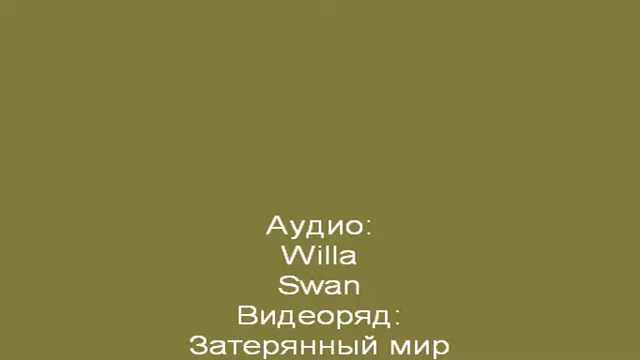 Аудио:
Willa
Swan
Видеоряд:
Затерянный мир